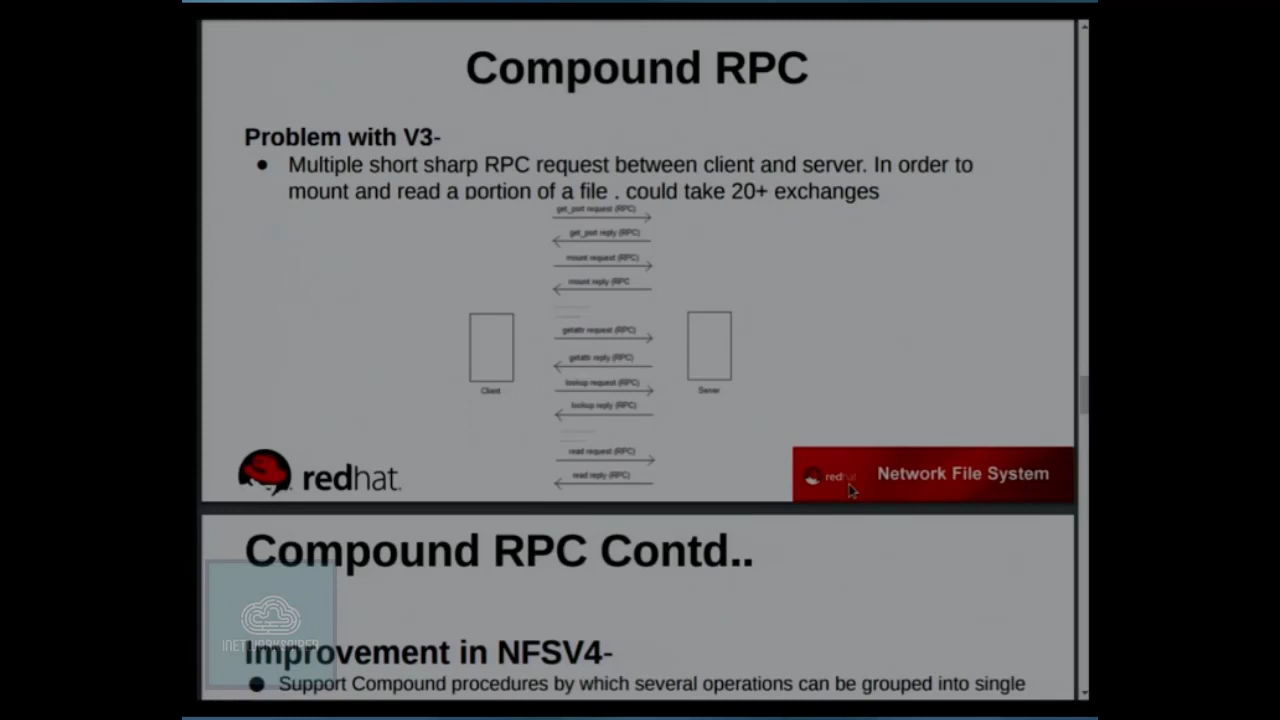 Compound RPC
Problem with V3-
● Multiple short sharp RPC request between client and server. In order to
mount and read a portion of a file , could take 20+ exchanges
get_port request (RPC)
get_port reply (RPC)
mount request (RPC)
mount reply (RPC
getattr request (RPC)
getattr reply (RPC)
Client
Server
lookup request (RPC)
lookup reply (RPC)
read request (RPC)
read reply (RPC)
redhat.
redhat
Network File System
Compound RPC Contd..
Improvement in NFSV4-
● Support Compound procedures by which several operations can be grouped into single